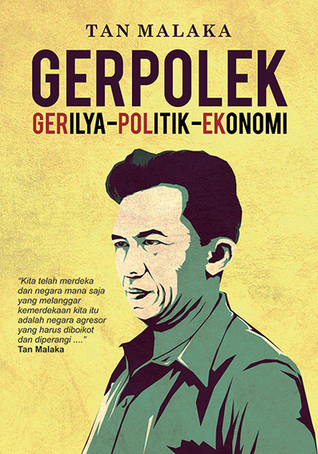 TAN MALAKA
GERPOLEK
GERILYA–POLITIK–EKONOMI
“Kita telah merdeka
dan negara mana saja
yang melanggar
kemerdekaan kita itu
adalah negara agresor
yang harus diboikot
dan diperangi ....”
Tan Malaka